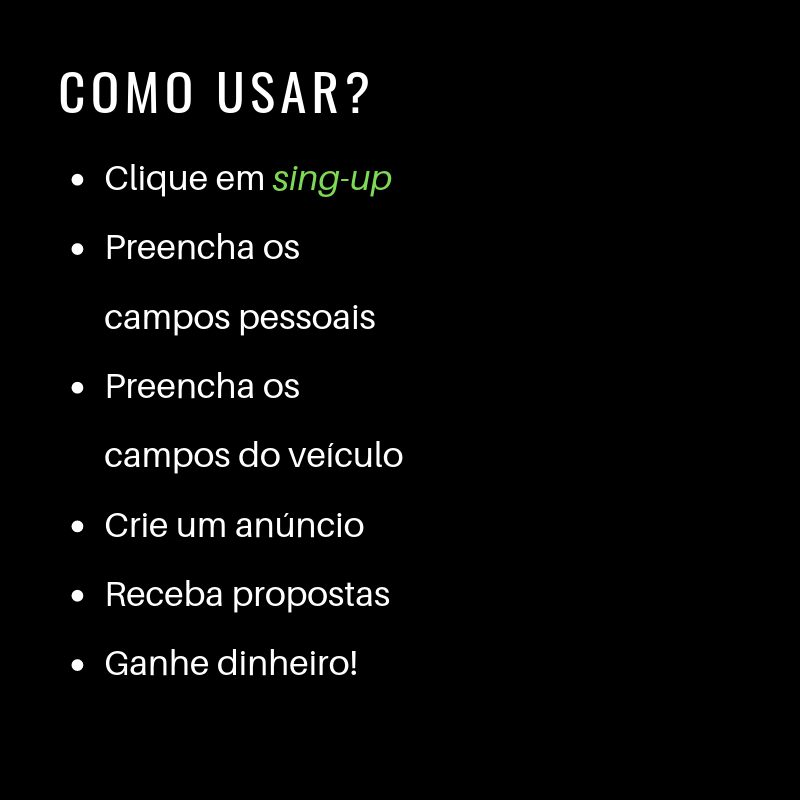 COMO USAR?
• Clique em sing-up
• Preencha os
campos pessoais
• Preencha os
campos do veículo
• Crie um anúncio
• Receba propostas
• Ganhe dinheiro!